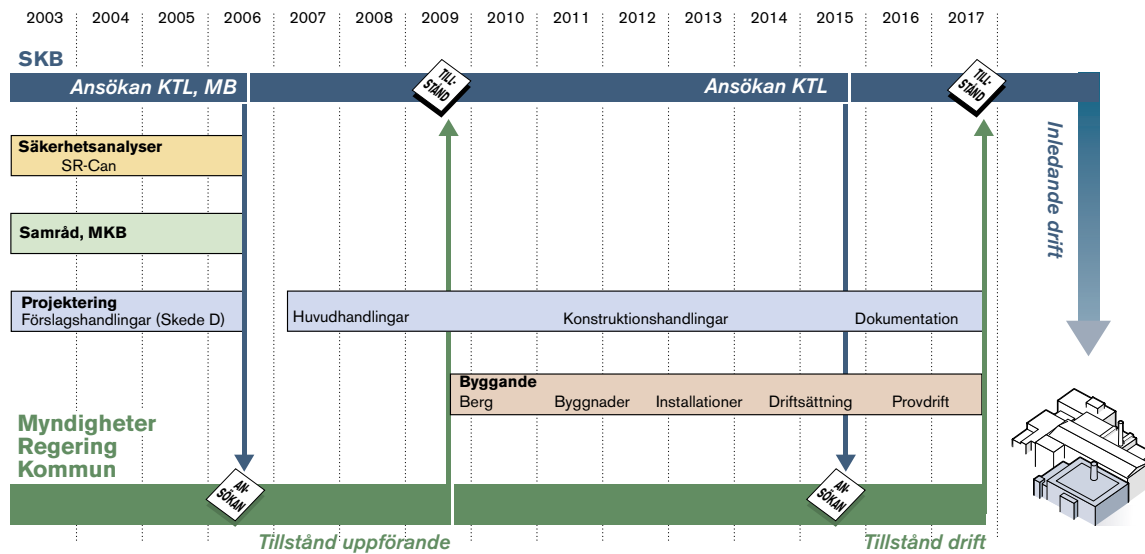 2003 2004 2005 2006 2007 2008 2009 2010 2011 2012 2013 2014 2015 2016 2017
SKB
Ansökan KTL, MB
TILL-
STÅND
Ansökan KTL
TILL-
STÅND
Inledande drift
Säkerhetsanalyser
SR-Can
Samråd, MKB
Projektering
Förslagshandlingar (Skede D)
Huvudhandlingar
Konstruktionshandlingar
Dokumentation
Byggande
Berg Byggnader Installationer Driftsättning Provdrift
Myndigheter
Regering
Kommun
AN-
SÖKAN
AN-
SÖKAN
Tillstånd uppförande
Tillstånd drift